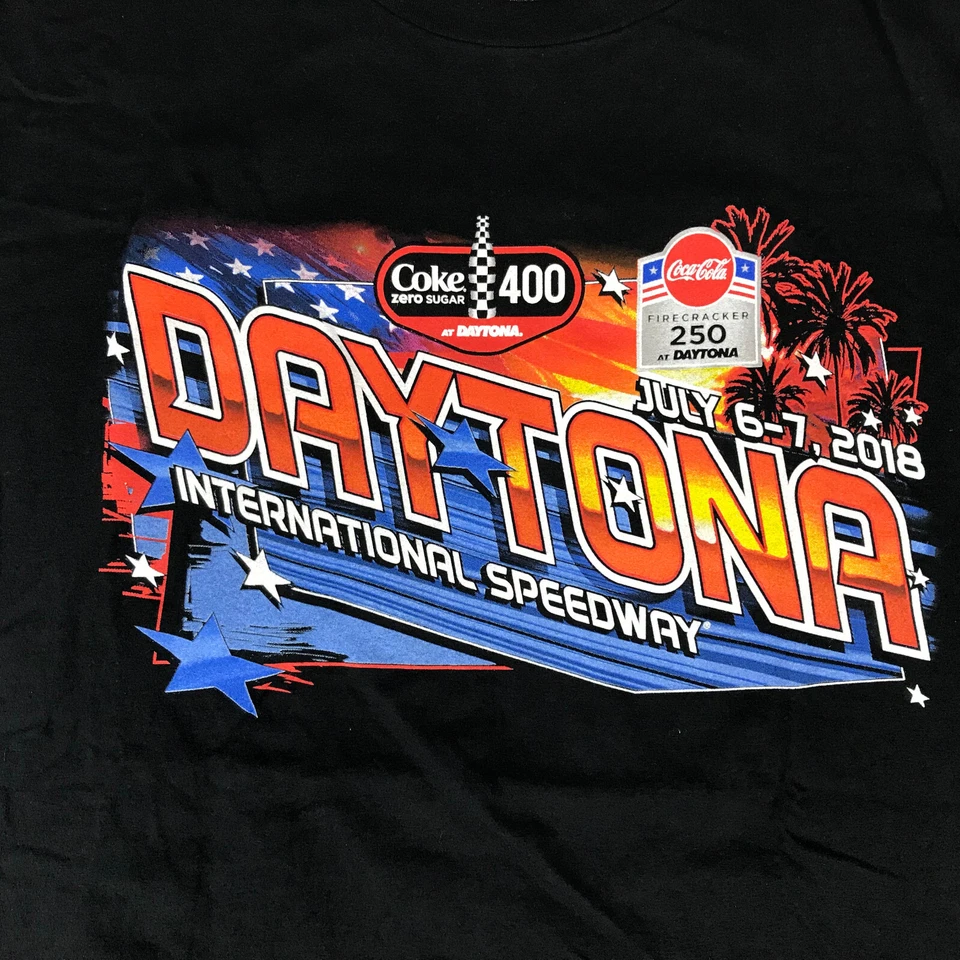 Coke
zero SUGAR
400
AT DAYTONA.
Coca-Cola
FIRECRACKER
250
AT DAYTONA
JULY 6-7, 2018
DAYTONA
INTERNATIONAL SPEEDWAY®